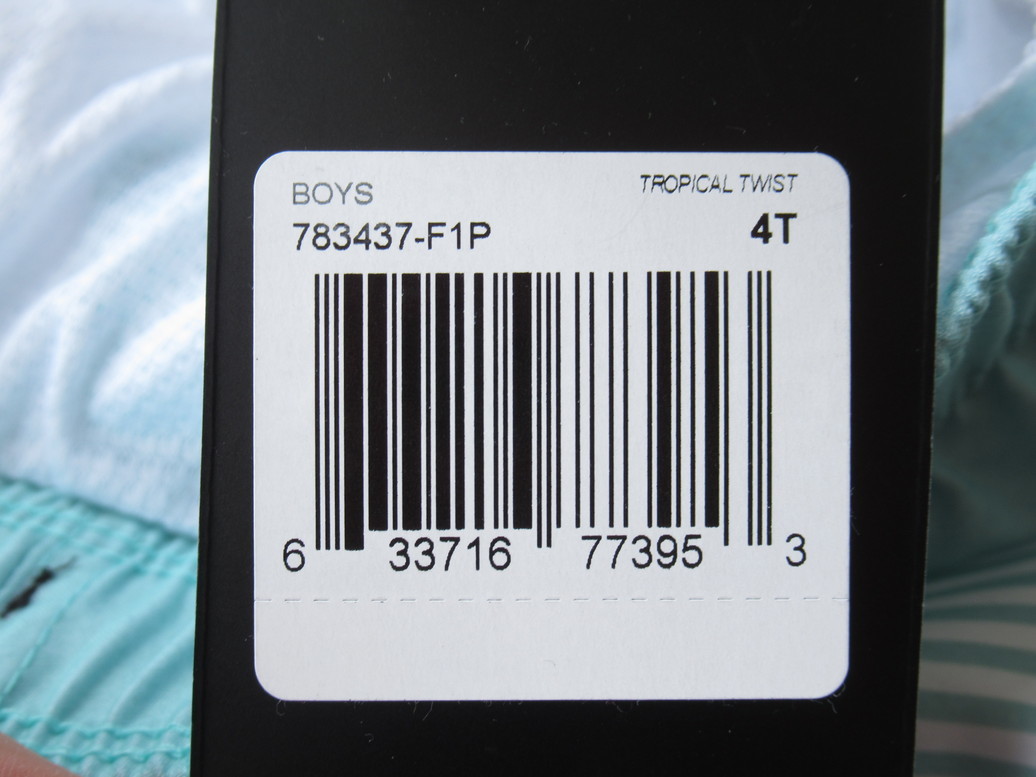 BOYS TROPICAL TWIST
783437-F1P 4T
6 33716 77395 3